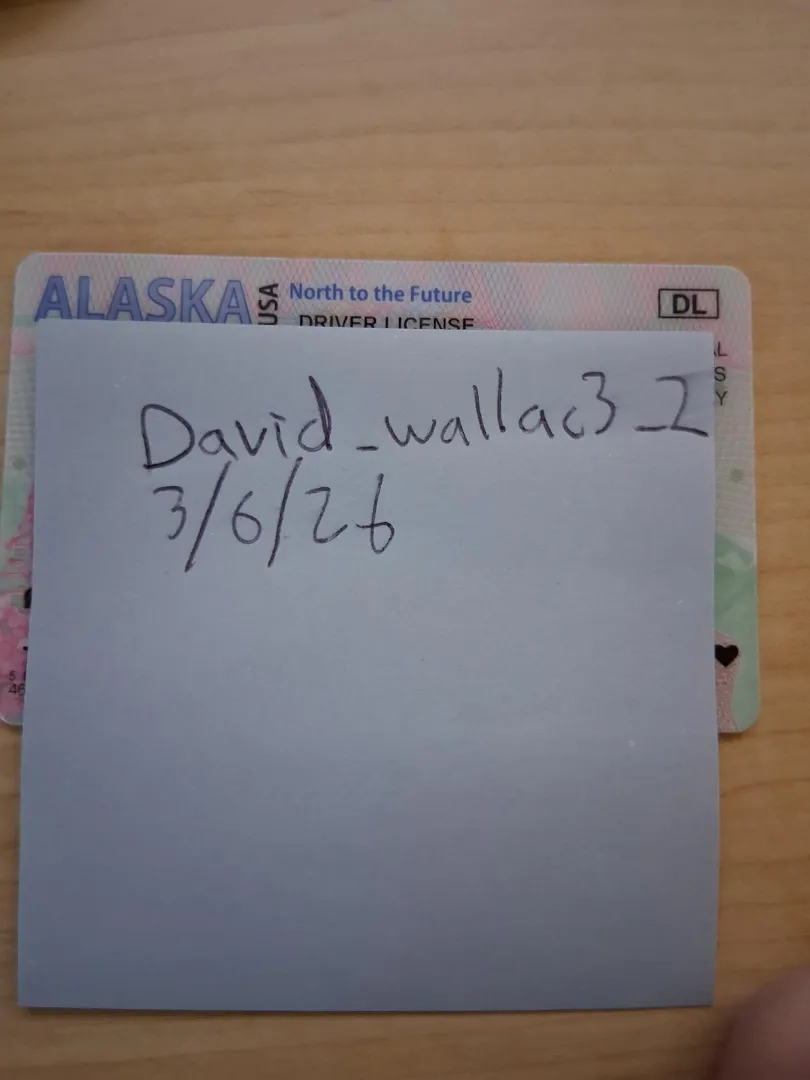 ALASKA USA North to the Future DL
DRIVER LICENSE
David_wallac3_2
3/6/26